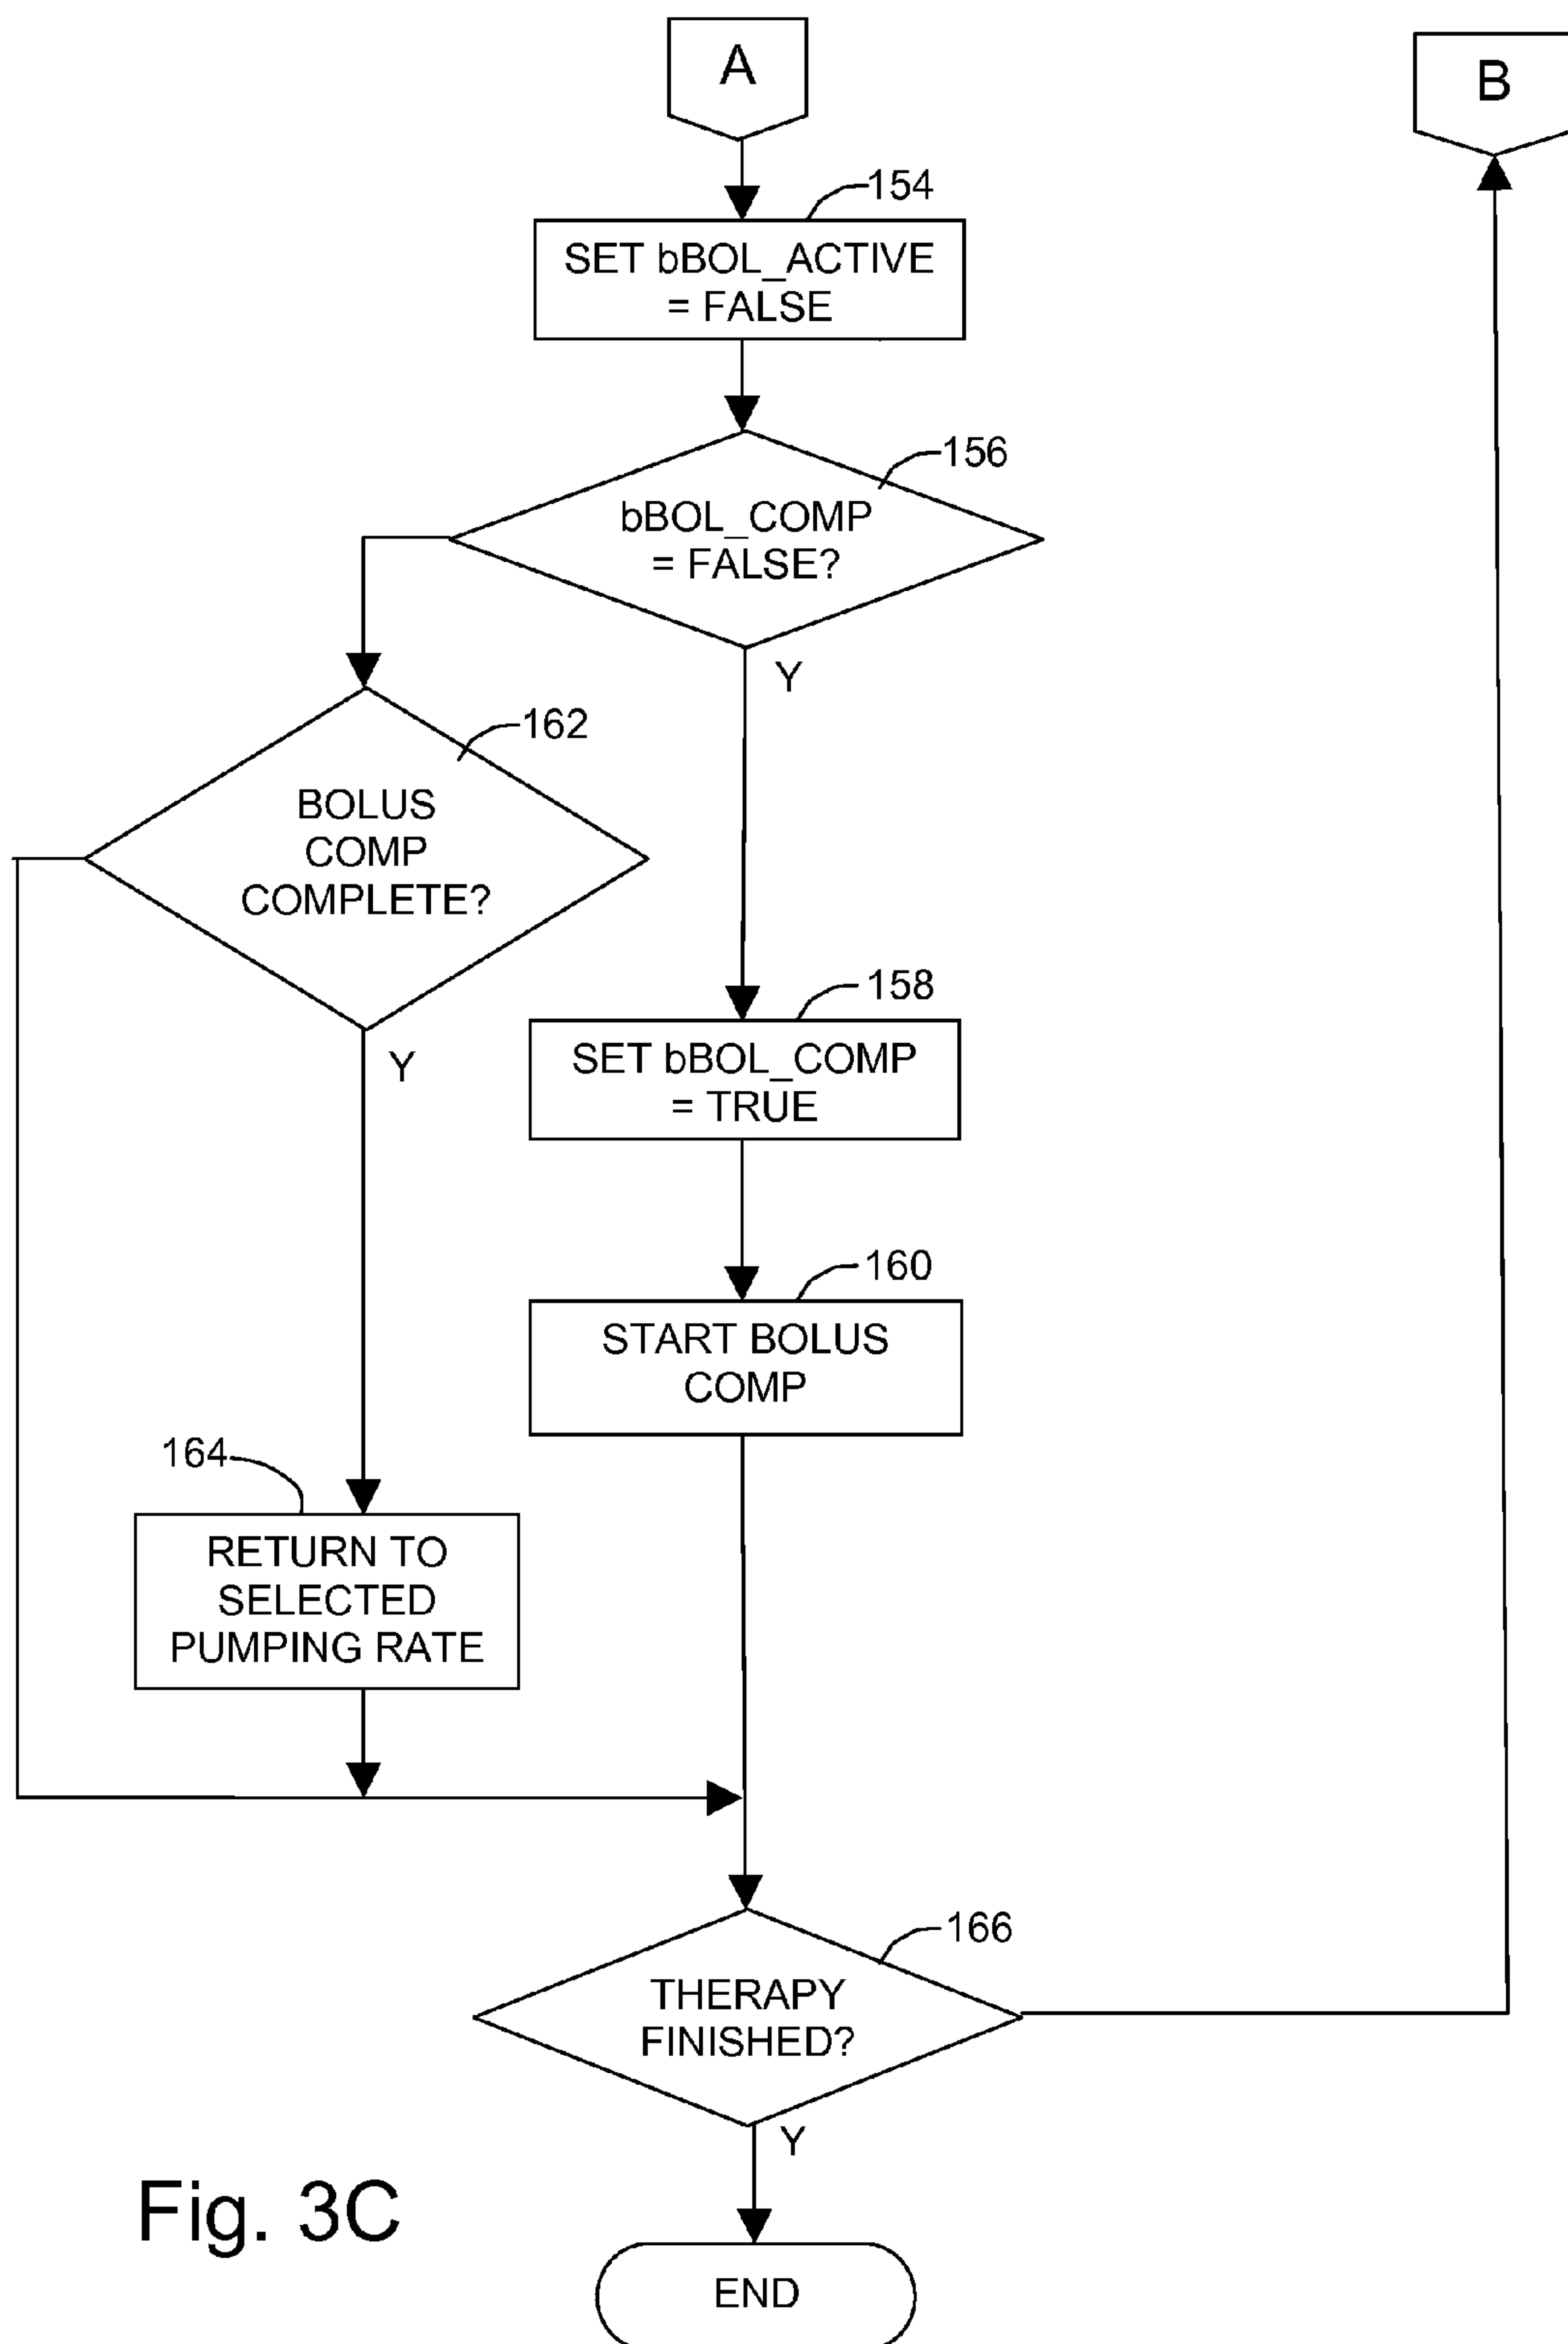 A
B
154
SET bBOL_ACTIVE
= FALSE
156
bBOL_COMP
= FALSE?
Y
162
BOLUS
COMP
COMPLETE?
Y
158
SET bBOL_COMP
= TRUE
160
START BOLUS
COMP
164
RETURN TO
SELECTED
PUMPING RATE
166
THERAPY
FINISHED?
Y
Fig. 3C
END